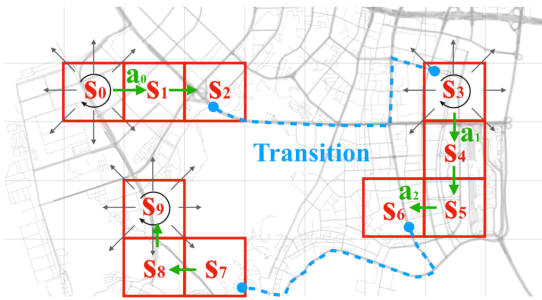 a₀
S₀ S₁ S₂ S₃
a₁
Transition S₄
a₂
S₉ S₆ S₅
S₈ S₇